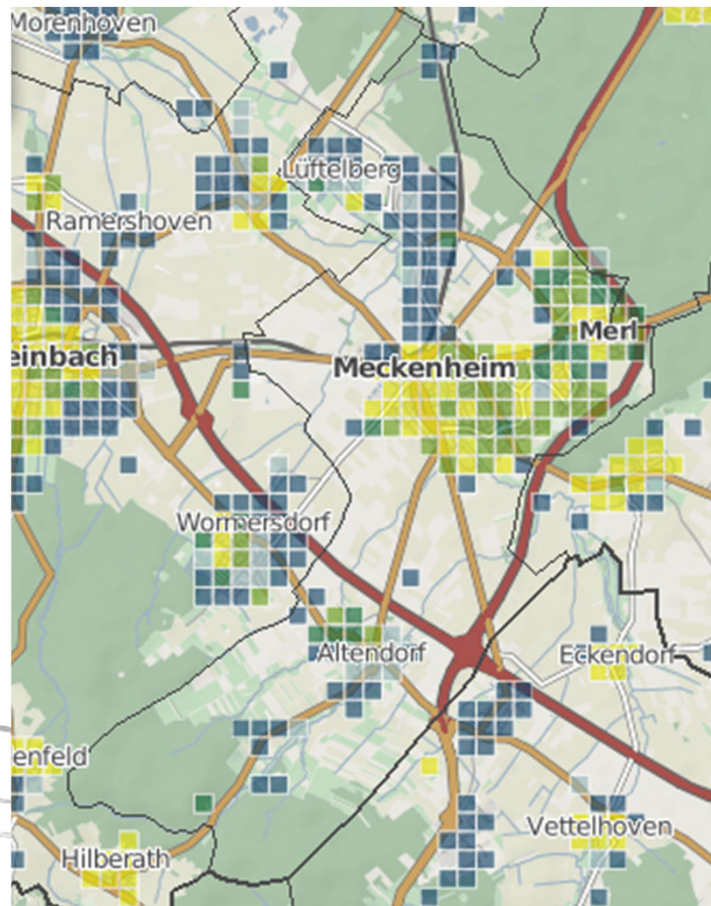 Morenhoven
Lüftelberg
Ramershoven
Merl
einbach
Meckenheim
Wormersdorf
Altendorf
Eckendorf
enfeld
Vettelhoven
Hilberath